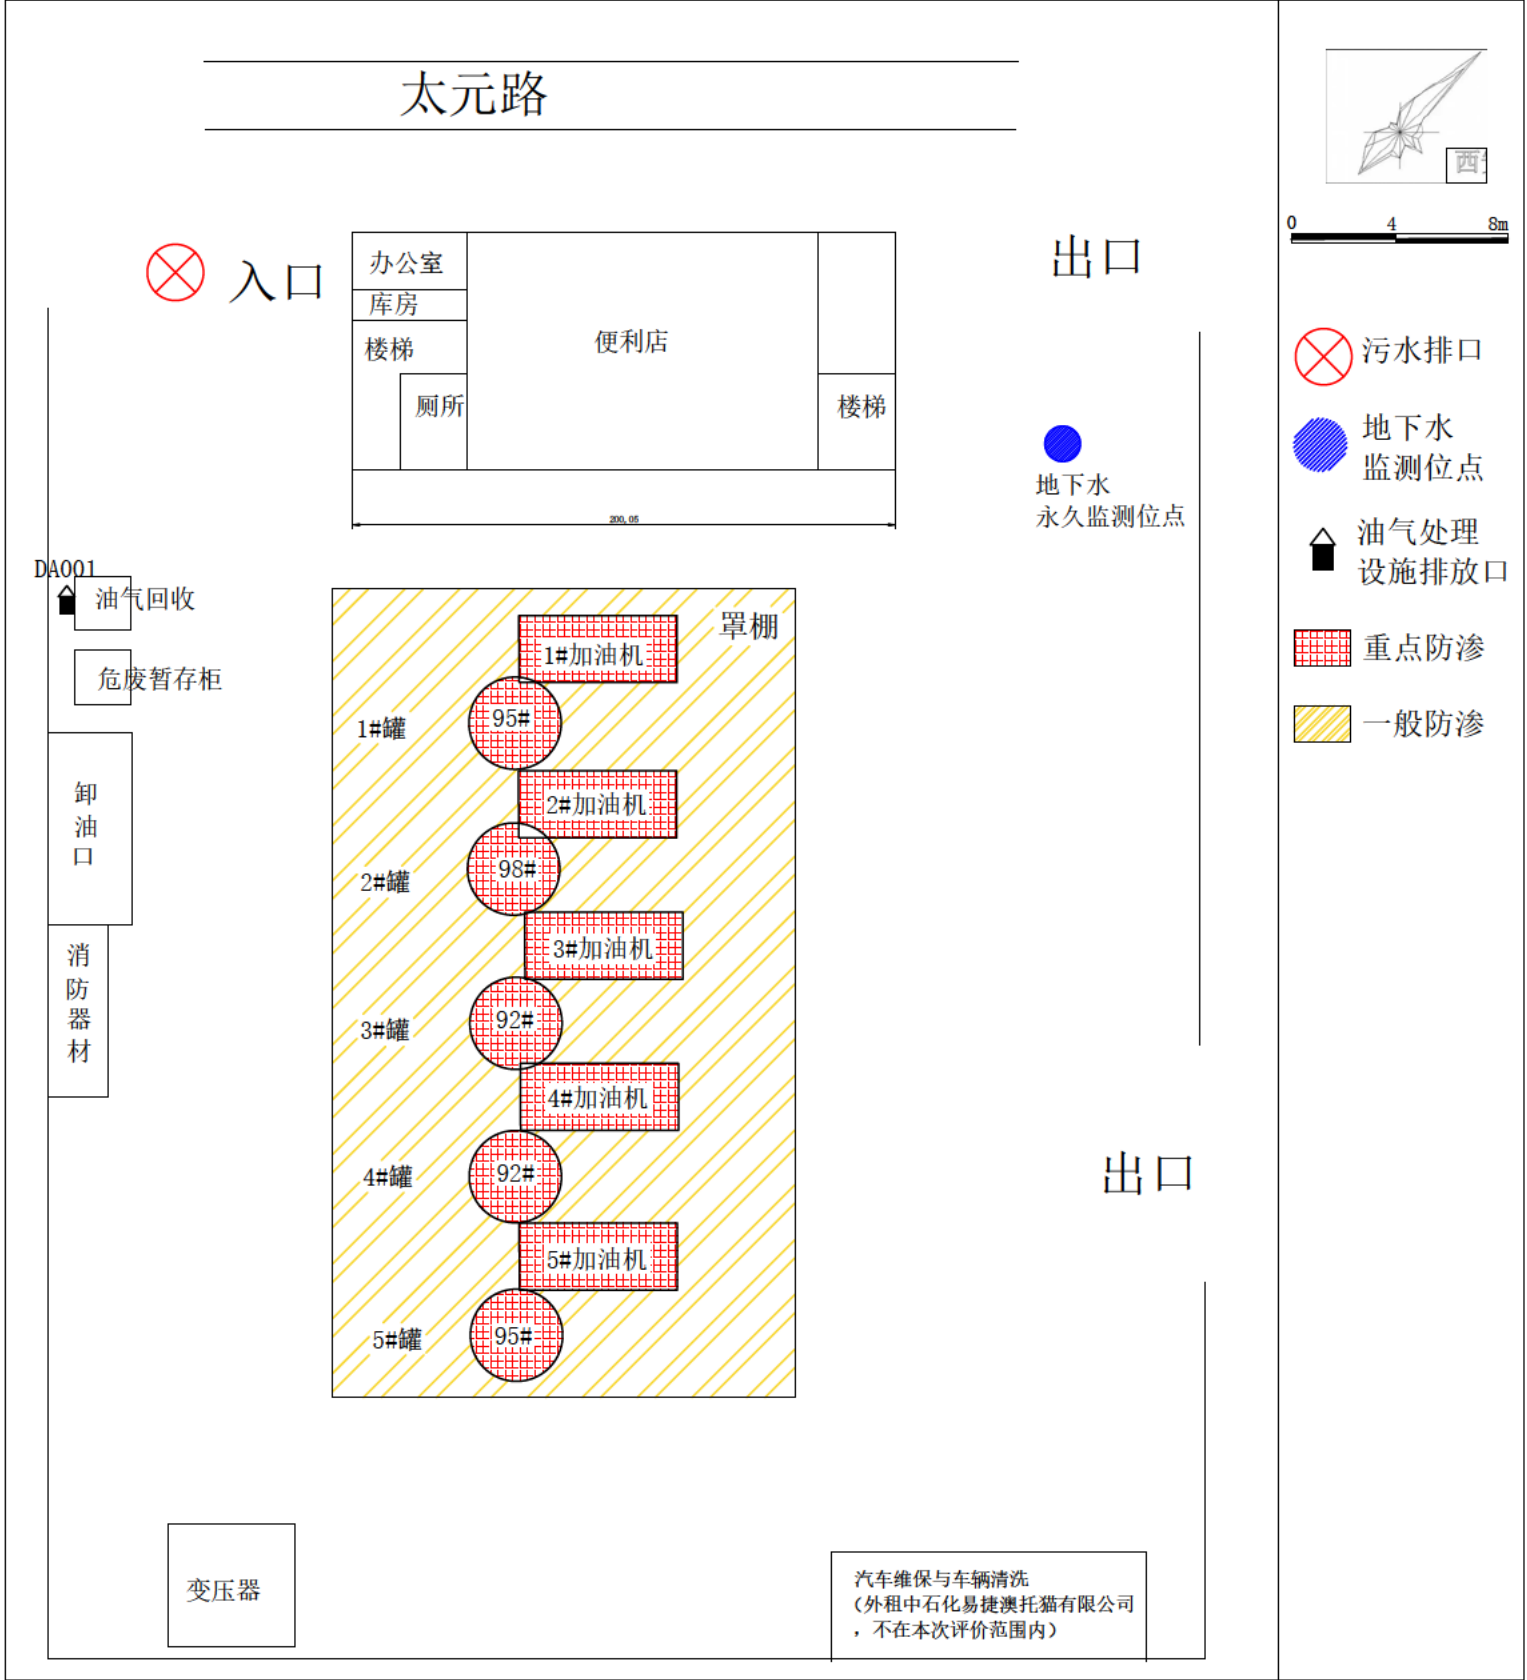 太元路
0 4 8m
入口
出口
办公室
库房
楼梯
厕所
便利店
楼梯
200,05
地下水
永久监测位点
污水排口
地下水
监测位点
油气处理
设施排放口
重点防渗
一般防渗
DA001
油气回收
危废暂存柜
卸
油
口
消
防
器
材
罩棚
1#加油机
95#
1#罐
2#加油机
98#
2#罐
3#加油机
92#
3#罐
4#加油机
92#
4#罐
5#加油机
95#
5#罐
出口
变压器
汽车维保与车辆清洗
(外租中石化易捷澳托猫有限公司
，不在本次评价范围内)
西